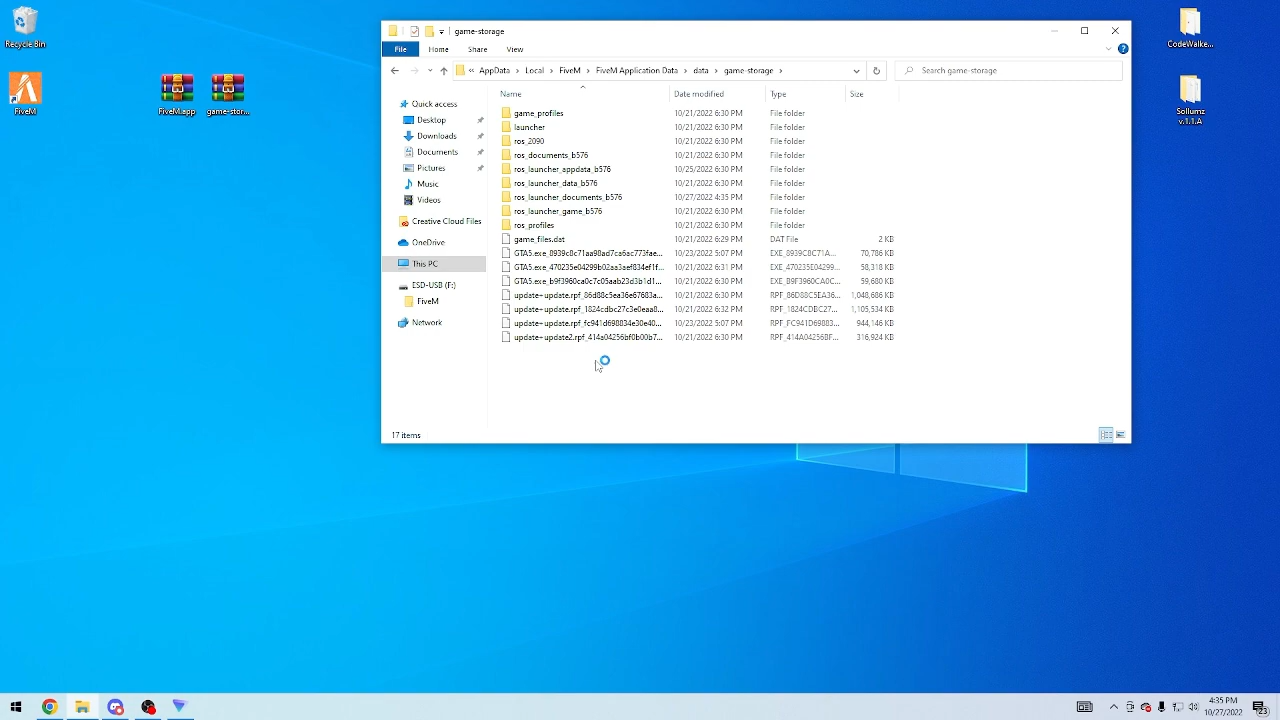 Recycle Bin
FiveM
FiveM.app
game-stor...
CodeWalke...
Sollumz
v.1.1.A
game-storage
File Home Share View
« AppData > Local > FiveM > FiveM Application Data > data > game-storage >
Search game-storage
Name Date modified Type Size
Quick access
Desktop
Downloads
Documents
Pictures
Music
Videos
Creative Cloud Files
OneDrive
This PC
ESD-USB (F:)
FiveM
Network
game_profiles 10/21/2022 6:30 PM File folder
launcher 10/21/2022 6:30 PM File folder
ros_2090 10/21/2022 6:30 PM File folder
ros_documents_b576 10/21/2022 6:30 PM File folder
ros_launcher_appdata_b576 10/25/2022 6:30 PM File folder
ros_launcher_data_b576 10/21/2022 6:30 PM File folder
ros_launcher_documents_b576 10/27/2022 4:35 PM File folder
ros_launcher_game_b576 10/21/2022 6:30 PM File folder
ros_profiles 10/21/2022 6:30 PM File folder
game_files.dat 10/21/2022 6:29 PM DAT File 2 KB
GTA5.exe_8939c8c71aa98ad7ca6ac773fae... 10/23/2022 5:07 PM EXE_8939C8C71A... 70,786 KB
GTA5.exe_470235e04299b02aa3aef834ef1f... 10/21/2022 6:31 PM EXE_470235E04299... 58,318 KB
GTA5.exe_b9f3960ca0c7c05aab23d3b1d1... 10/21/2022 6:30 PM EXE_B9F3960CA0C... 59,680 KB
update+update.rpf_86d88c5ea36e67683a... 10/21/2022 6:30 PM RPF_86D88C5EA36... 1,048,686 KB
update+update.rpf_1824cdbc27c3e0eaa8... 10/21/2022 6:32 PM RPF_1824CDBC27... 1,105,534 KB
update+update.rpf_fc941d698834e30e40... 10/23/2022 5:07 PM RPF_FC941D69883... 944,146 KB
update+update2.rpf_414a04256bf0b00b7... 10/21/2022 6:30 PM RPF_414A04256BF... 316,924 KB
17 items
4:35 PM
10/27/2022
23